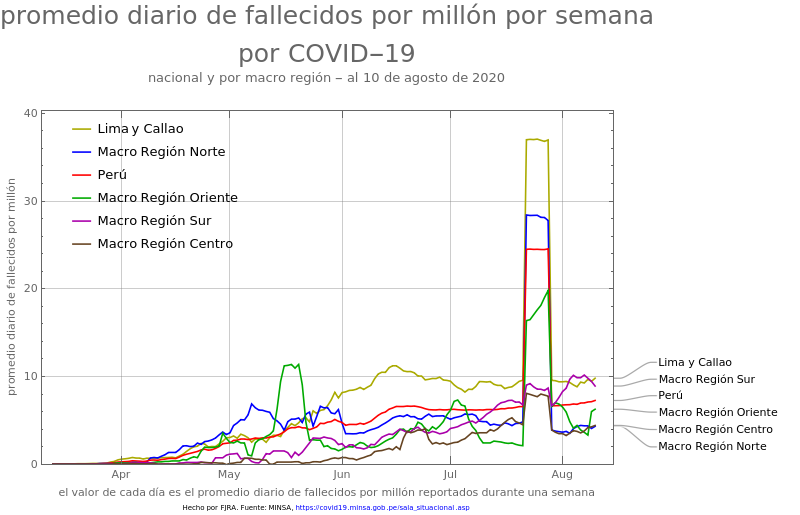 promedio diario de fallecidos por millón por semana
por COVID−19
nacional y por macro región − al 10 de agosto de 2020
promedio diario de fallecidos por millón
40
30
20
10
0
Lima y Callao
Macro Región Norte
Perú
Macro Región Oriente
Macro Región Sur
Macro Región Centro
Apr May Jun Jul Aug
Lima y Callao
Macro Región Sur
Perú
Macro Región Oriente
Macro Región Centro
Macro Región Norte
el valor de cada día es el promedio diario de fallecidos por millón reportados durante una semana
Hecho por FJRA. Fuente: MINSA, https://covid19.minsa.gob.pe/sala_situacional.asp